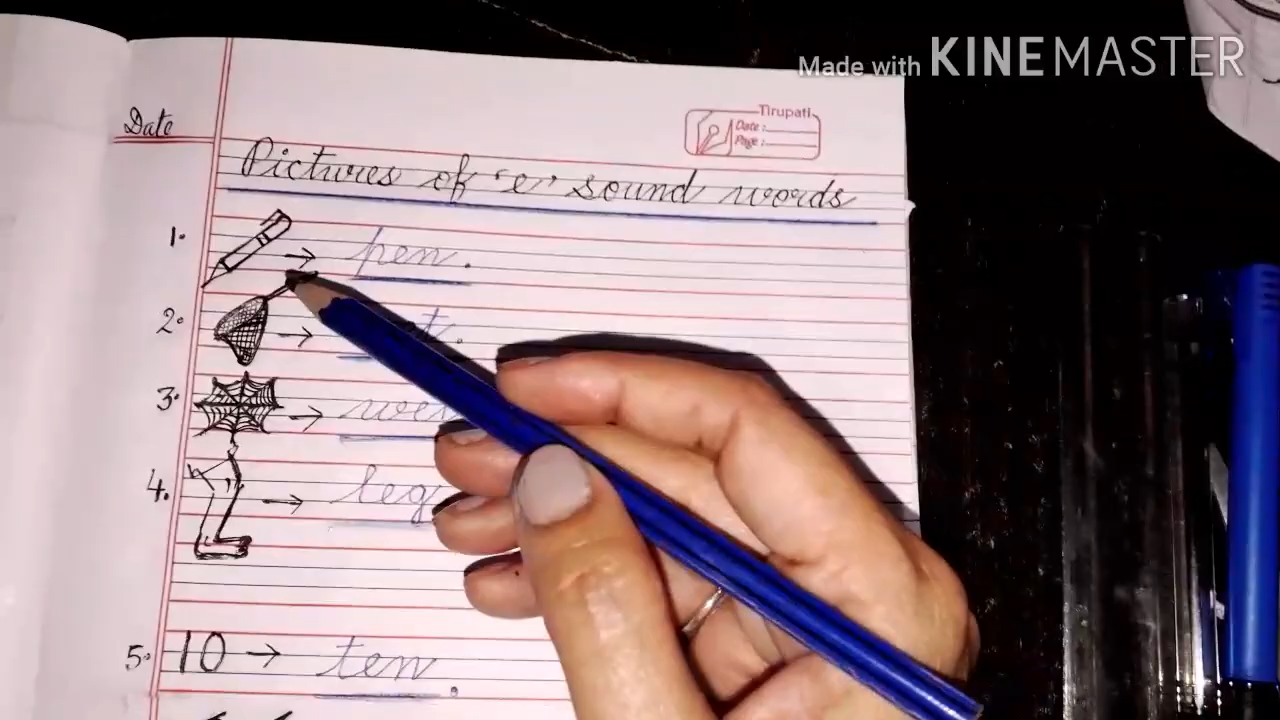 Made with KINEMASTER
Tirupati
Date :
Page :
Date
Pictures of 'e' sound words
1. → pen.
2. →
3. →
4. → leg
5. 10 → ten.